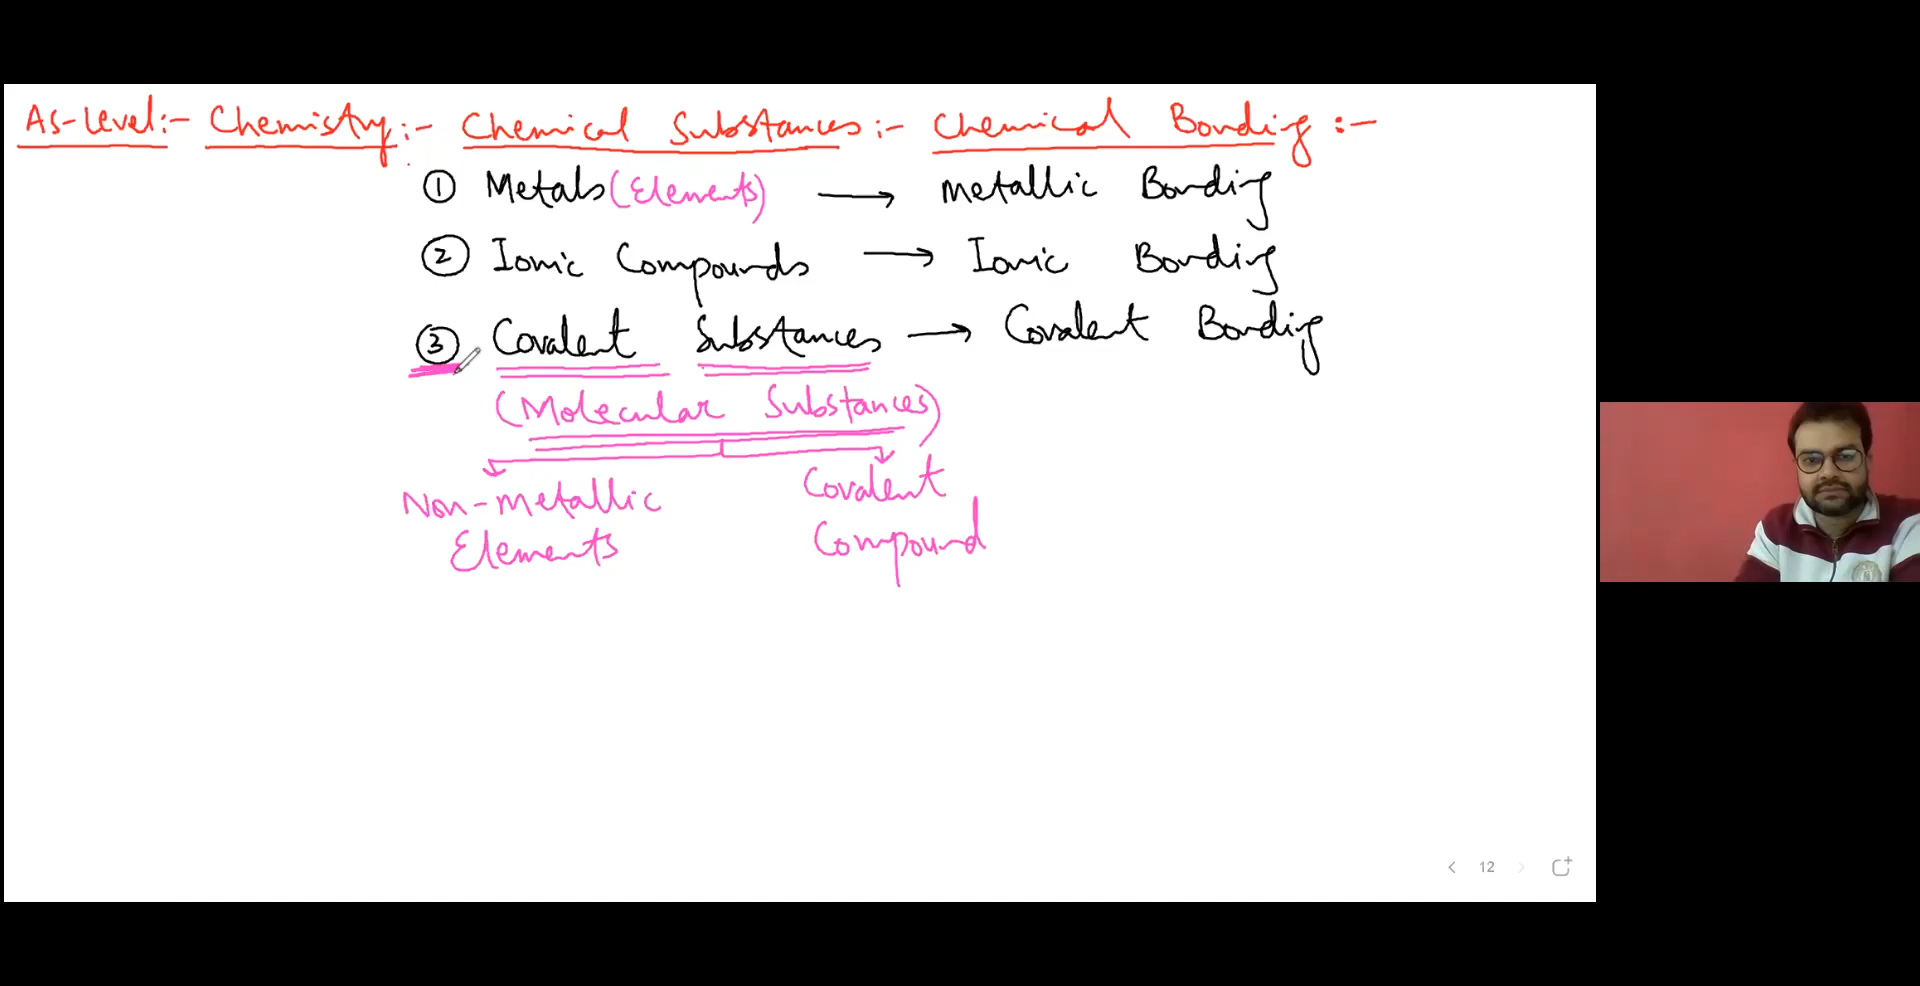 As-Level:- Chemistry:- Chemical Substances:- Chemical Bonding:-
① Metals (Elements) → Metallic Bonding
② Ionic Compounds → Ionic Bonding
③ Covalent Substances → Covalent Bonding
(Molecular Substances)
Non-metallic Elements
Covalent Compound
12